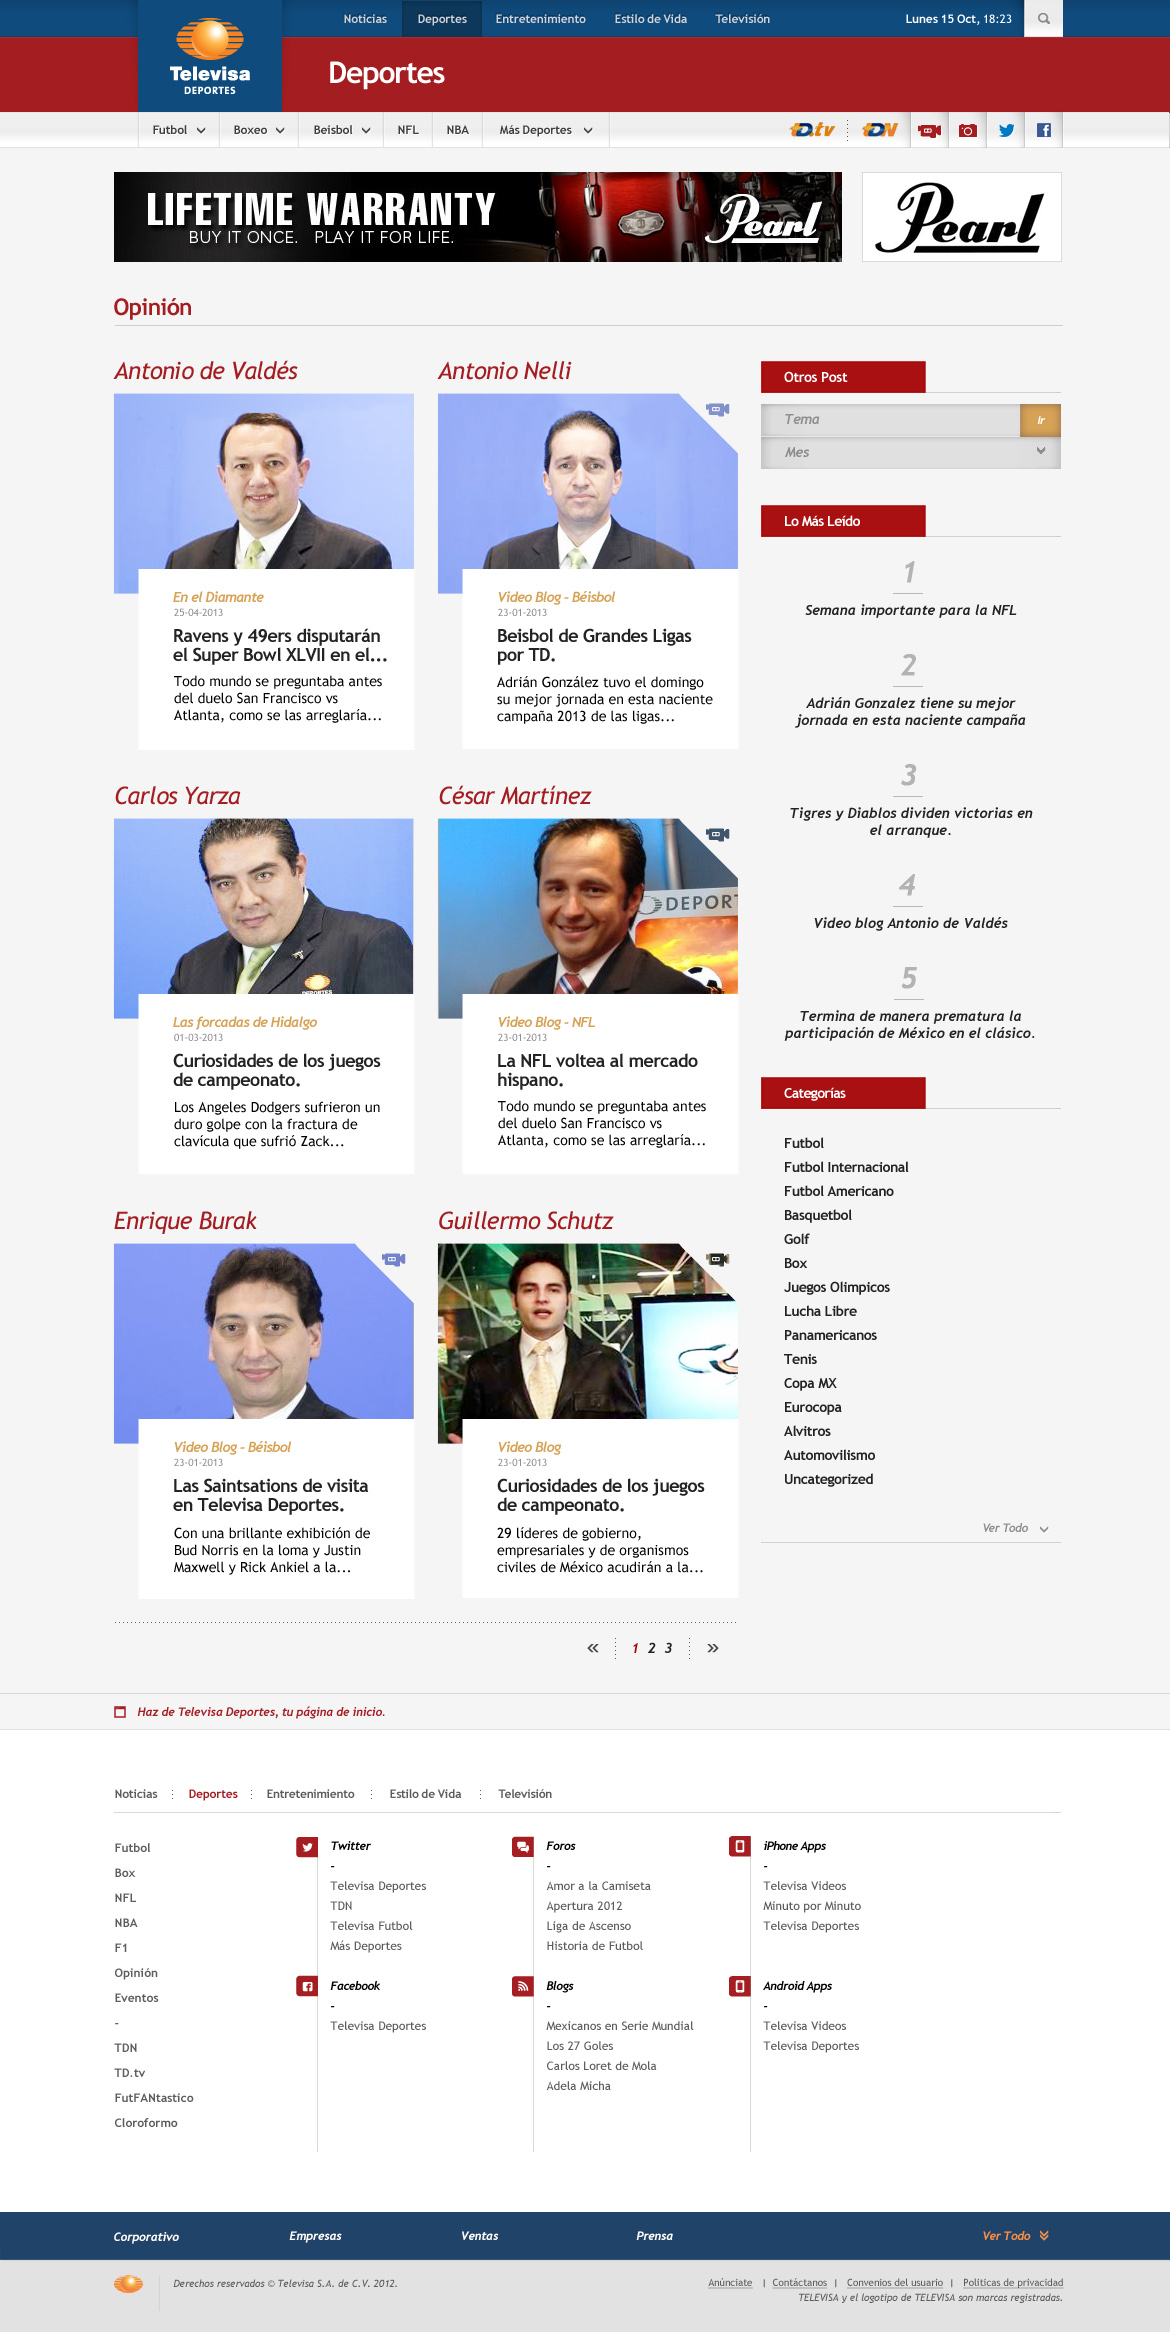 Noticias Deportes Entretenimiento Estilo de Vida Televisión Lunes 15 Oct, 18:23
Televisa
DEPORTES
Deportes
Futbol Boxeo Beisbol NFL NBA Más Deportes TD.tv TDN
LIFETIME WARRANTY
BUY IT ONCE. PLAY IT FOR LIFE.
Pearl
Pearl
Opinión
Antonio de Valdés
En el Diamante
25-04-2013
Ravens y 49ers disputarán
el Super Bowl XLVII en el...
Todo mundo se preguntaba antes
del duelo San Francisco vs
Atlanta, como se las arreglaría...
Antonio Nelli
Video Blog - Béisbol
23-01-2013
Beisbol de Grandes Ligas
por TD.
Adrián González tuvo el domingo
su mejor jornada en esta naciente
campaña 2013 de las ligas...
Carlos Yarza
DEPORTES
Las forcadas de Hidalgo
01-03-2013
Curiosidades de los juegos
de campeonato.
Los Angeles Dodgers sufrieron un
duro golpe con la fractura de
clavícula que sufrió Zack...
César Martínez
DEPORT
Video Blog - NFL
23-01-2013
La NFL voltea al mercado
hispano.
Todo mundo se preguntaba antes
del duelo San Francisco vs
Atlanta, como se las arreglaría...
Enrique Burak
Video Blog - Béisbol
23-01-2013
Las Saintsations de visita
en Televisa Deportes.
Con una brillante exhibición de
Bud Norris en la loma y Justin
Maxwell y Rick Ankiel a la...
Guillermo Schutz
Video Blog
23-01-2013
Curiosidades de los juegos
de campeonato.
29 líderes de gobierno,
empresariales y de organismos
civiles de México acudirán a la...
« 1 2 3 »
Otros Post
Tema Ir
Mes
Lo Más Leído
1
Semana importante para la NFL
2
Adrián Gonzalez tiene su mejor
jornada en esta naciente campaña
3
Tigres y Diablos dividen victorias en
el arranque.
4
Video blog Antonio de Valdés
5
Termina de manera prematura la
participación de México en el clásico.
Categorías
Futbol
Futbol Internacional
Futbol Americano
Basquetbol
Golf
Box
Juegos Olimpicos
Lucha Libre
Panamericanos
Tenis
Copa MX
Eurocopa
Alvitros
Automovilismo
Uncategorized
Ver Todo
Haz de Televisa Deportes, tu página de inicio.
Noticias Deportes Entretenimiento Estilo de Vida Televisión
Futbol
Box
NFL
NBA
F1
Opinión
Eventos
-
TDN
TD.tv
FutFANtastico
Cloroformo
Twitter
-
Televisa Deportes
TDN
Televisa Futbol
Más Deportes
Facebook
-
Televisa Deportes
Foros
-
Amor a la Camiseta
Apertura 2012
Liga de Ascenso
Historia de Futbol
Blogs
-
Mexicanos en Serie Mundial
Los 27 Goles
Carlos Loret de Mola
Adela Micha
iPhone Apps
-
Televisa Videos
Minuto por Minuto
Televisa Deportes
Android Apps
-
Televisa Videos
Televisa Deportes
Corporativo Empresas Ventas Prensa Ver Todo
Derechos reservados © Televisa S.A. de C.V. 2012.
Anúnciate | Contáctanos | Convenios del usuario | Políticas de privacidad
TELEVISA y el logotipo de TELEVISA son marcas registradas.